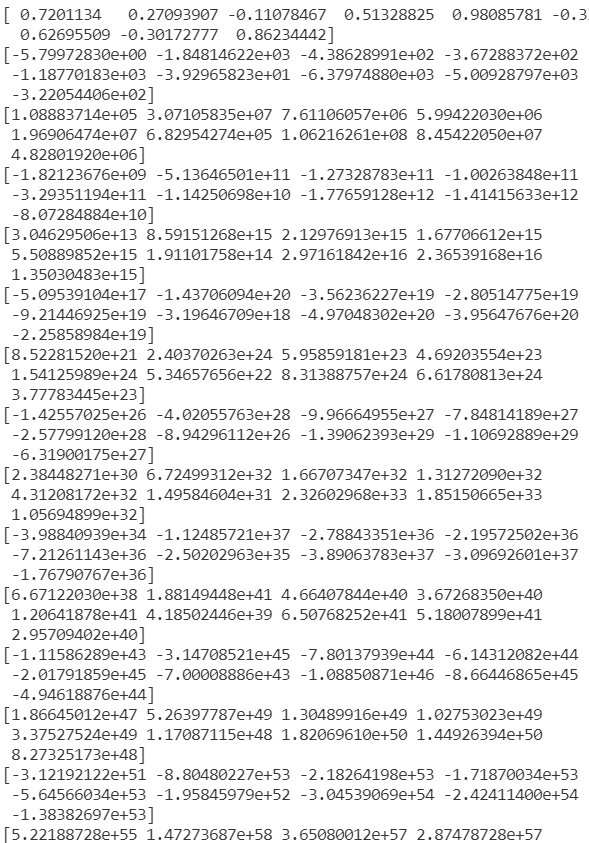 [ 0.7201134 0.27093907 -0.11078467 0.51328825 0.98085781 -0.3
0.62695509 -0.30172777 0.86234442]
[-5.79972830e+00 -1.84814622e+03 -4.38628991e+02 -3.67288372e+02
-1.18770183e+03 -3.92965823e+01 -6.37974880e+03 -5.00928797e+03
-3.22054406e+02]
[1.08883714e+05 3.07105835e+07 7.61106057e+06 5.99422030e+06
1.96906474e+07 6.82954274e+05 1.06216261e+08 8.45422050e+07
4.82801920e+06]
[-1.82123676e+09 -5.13646501e+11 -1.27328783e+11 -1.00263848e+11
-3.29351194e+11 -1.14250698e+10 -1.77659128e+12 -1.41415633e+12
-8.07284884e+10]
[3.04629506e+13 8.59151268e+15 2.12976913e+15 1.67706612e+15
5.50889852e+15 1.91101758e+14 2.97161842e+16 2.36539168e+16
1.35030483e+15]
[-5.09539104e+17 -1.43706094e+20 -3.56236227e+19 -2.80514775e+19
-9.21446925e+19 -3.19646709e+18 -4.97048302e+20 -3.95647676e+20
-2.25858984e+19]
[8.52281520e+21 2.40370263e+24 5.95859181e+23 4.69203554e+23
1.54125989e+24 5.34657656e+22 8.31388757e+24 6.61780813e+24
3.77783445e+23]
[-1.42557025e+26 -4.02055763e+28 -9.96664955e+27 -7.84814189e+27
-2.57799120e+28 -8.94296112e+26 -1.39062393e+29 -1.10692889e+29
-6.31900175e+27]
[2.38448271e+30 6.72499312e+32 1.66707347e+32 1.31272090e+32
4.31208172e+32 1.49584604e+31 2.32602968e+33 1.85150665e+33
1.05694899e+32]
[-3.98840939e+34 -1.12485721e+37 -2.78843351e+36 -2.19572502e+36
-7.21261143e+36 -2.50202963e+35 -3.89063783e+37 -3.09692601e+37
-1.76790767e+36]
[6.67122030e+38 1.88149448e+41 4.66407844e+40 3.67268350e+40
1.20641878e+41 4.18502446e+39 6.50768252e+41 5.18007899e+41
2.95709402e+40]
[-1.11586289e+43 -3.14708521e+45 -7.80137939e+44 -6.14312082e+44
-2.01791859e+45 -7.00008886e+43 -1.08850871e+46 -8.66446865e+45
-4.94618876e+44]
[1.86645012e+47 5.26397787e+49 1.30489916e+49 1.02753023e+49
3.37527524e+49 1.17087115e+48 1.82069610e+50 1.44926394e+50
8.27325173e+48]
[-3.12192122e+51 -8.80480227e+53 -2.18264198e+53 -1.71870034e+53
-5.64566034e+53 -1.95845979e+52 -3.04539069e+54 -2.42411400e+54
-1.38382697e+53]
[5.22188728e+55 1.47273687e+58 3.65080012e+57 2.87478728e+57